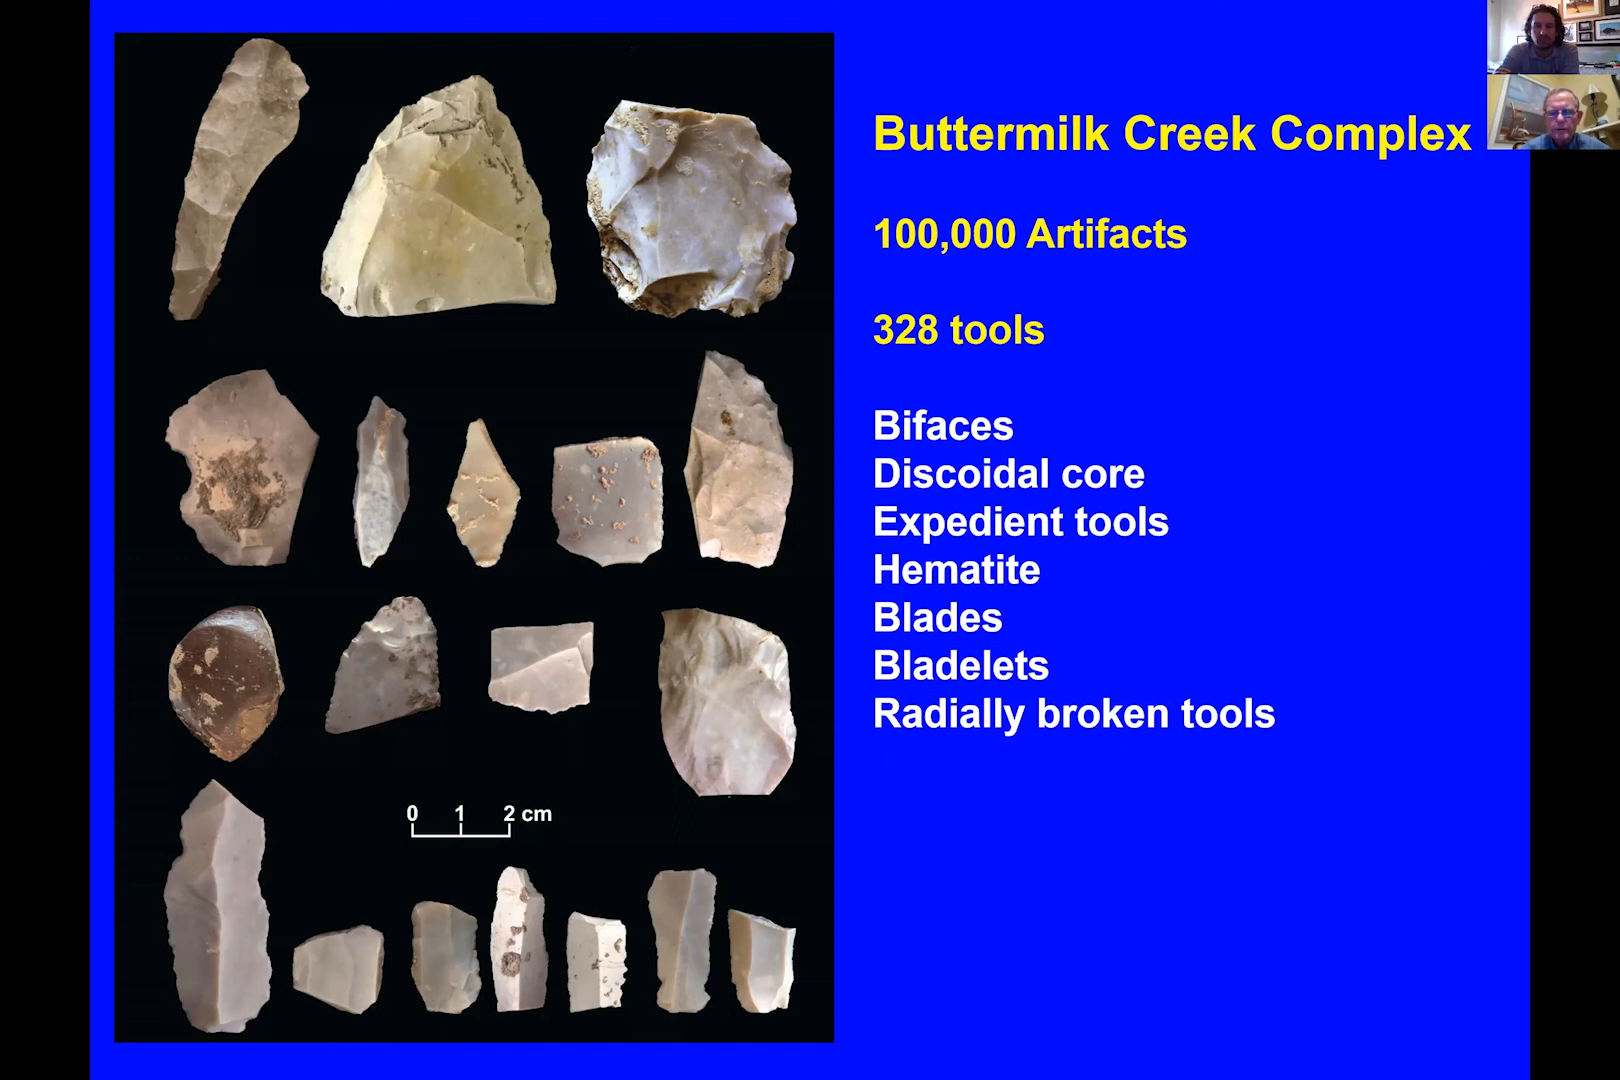 Buttermilk Creek Complex
100,000 Artifacts
328 tools
Bifaces
Discoidal core
Expedient tools
Hematite
Blades
Bladelets
Radially broken tools
0 1 2 cm